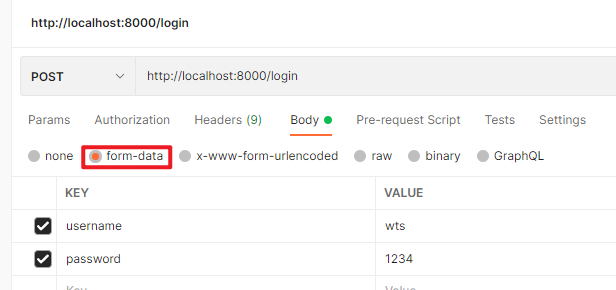 http://localhost:8000/login
POST http://localhost:8000/login
Params Authorization Headers (9) Body Pre-request Script Tests Settings
none form-data x-www-form-urlencoded raw binary GraphQL
KEY VALUE
username wts
password 1234
Key Value